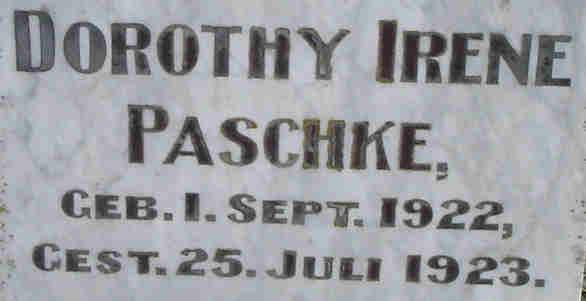 DOROTHY IRENE
PASCHKE,
GEB. 1. SEPT. 1922,
GEST. 25. JULI 1923.